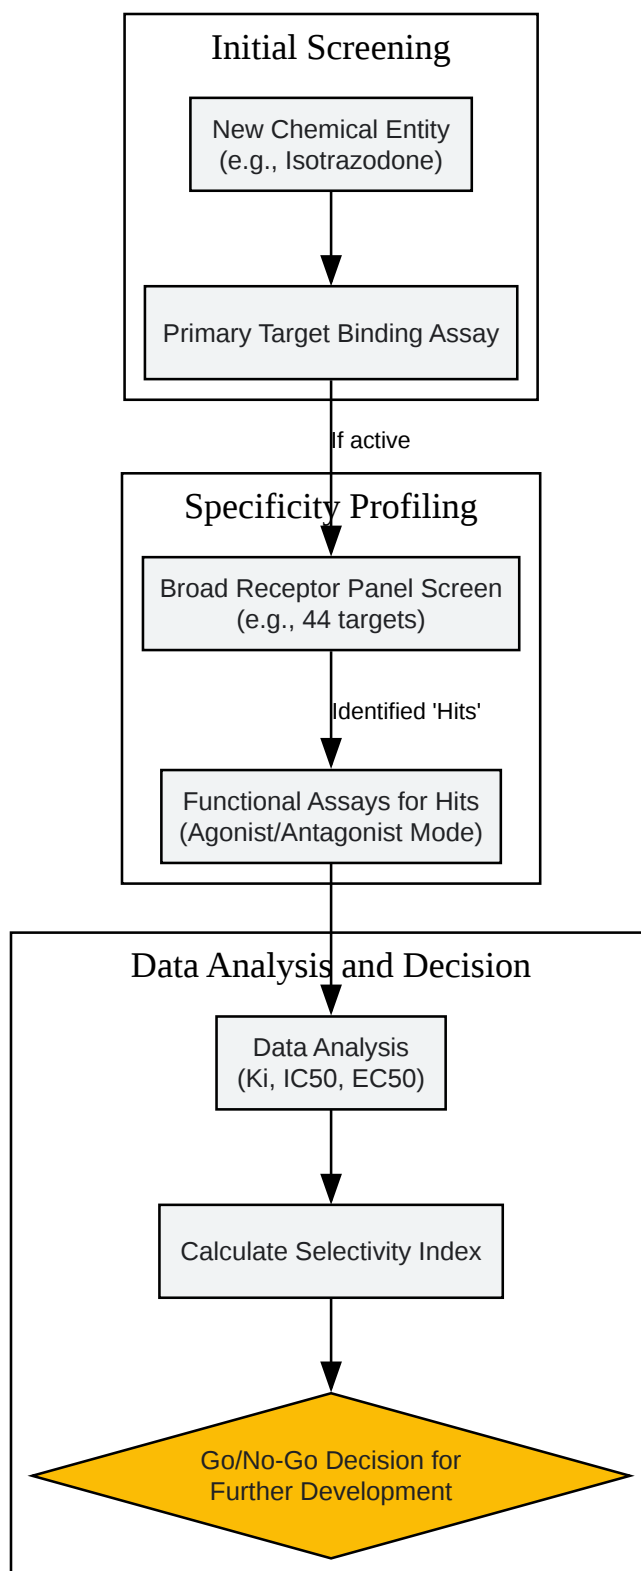 Initial Screening
New Chemical Entity
(e.g., Isotrazodone)
Primary Target Binding Assay
If active
Specificity Profiling
Broad Receptor Panel Screen
(e.g., 44 targets)
Identified 'Hits'
Functional Assays for Hits
(Agonist/Antagonist Mode)
Data Analysis and Decision
Data Analysis
(Ki, IC50, EC50)
Calculate Selectivity Index
Go/No-Go Decision for
Further Development